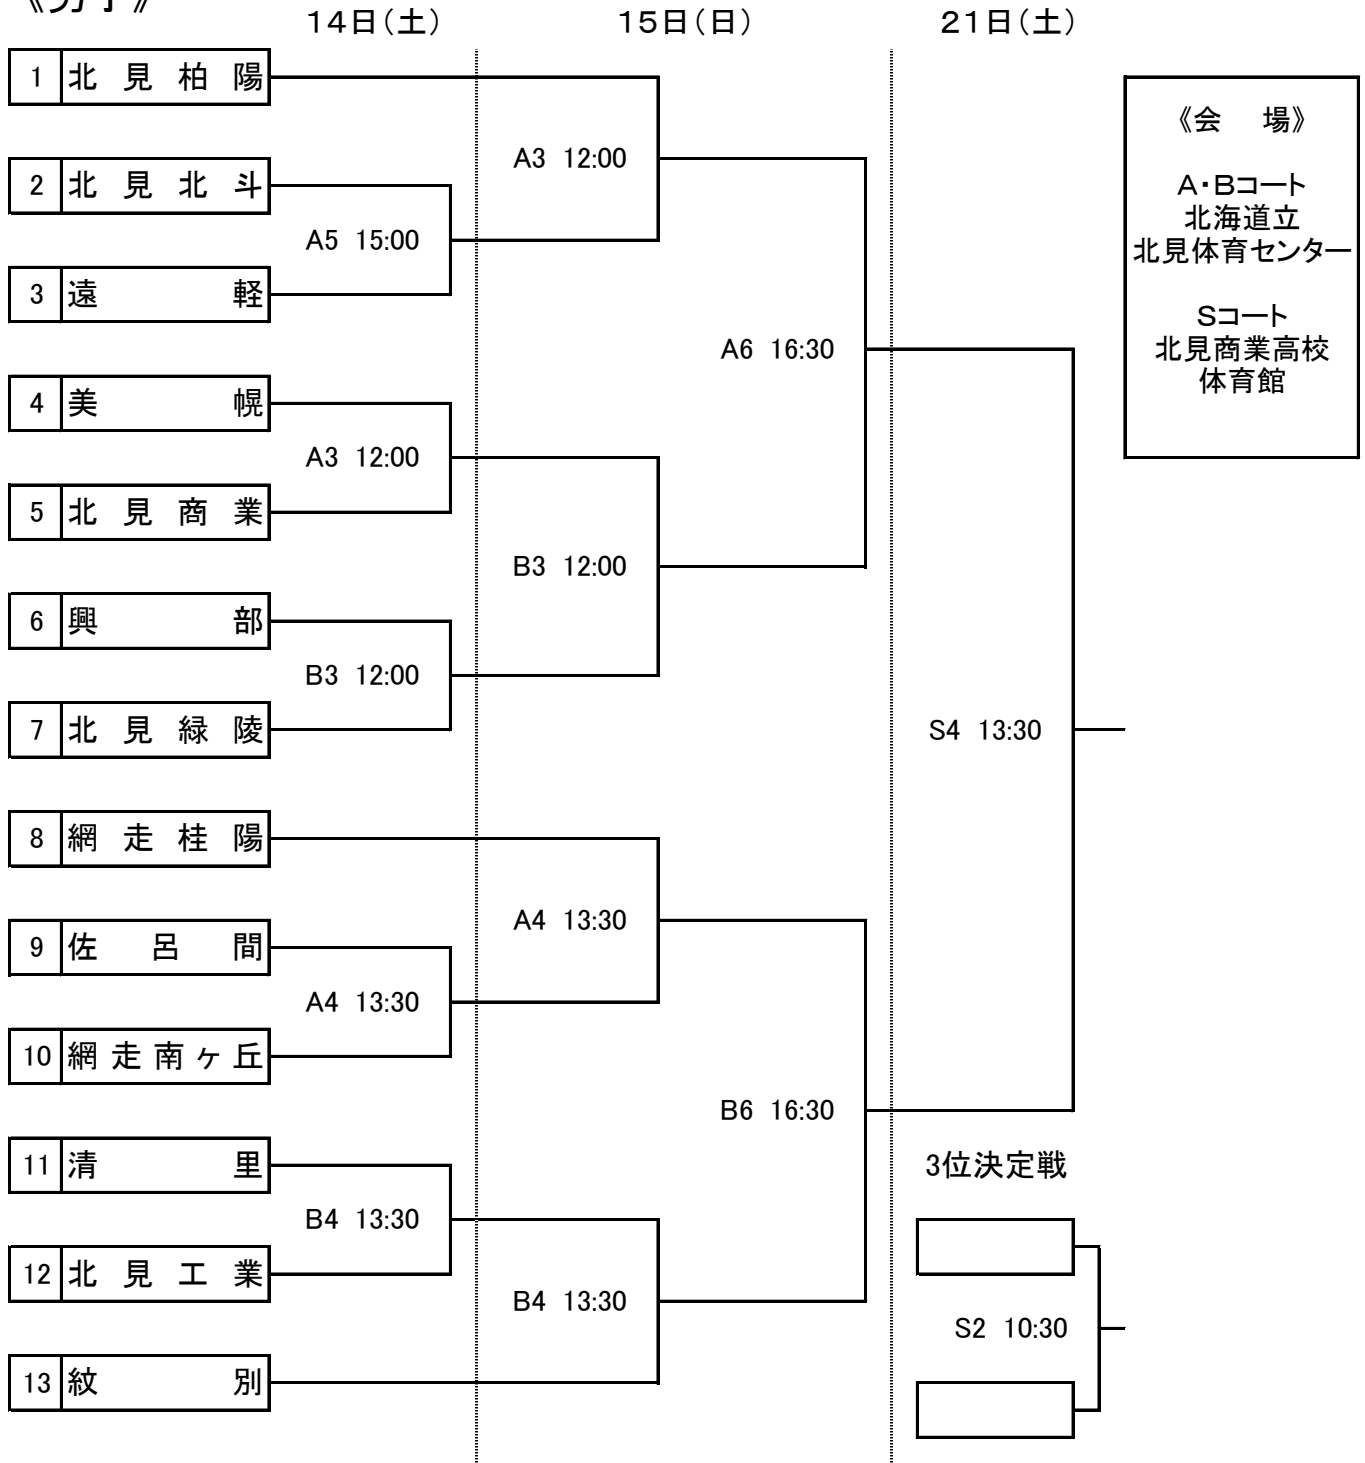 《男子》
14日(土)
15日(日)
21日(土)
1 北見柏陽
2 北見北斗
3 遠軽
4 美幌
5 北見商業
6 興部
7 北見緑陵
8 網走桂陽
9 佐呂間
10 網走南ヶ丘
11 清里
12 北見工業
13 紋別
A5 15:00
A3 12:00
B3 12:00
A4 13:30
B4 13:30
A3 12:00
B3 12:00
A4 13:30
B4 13:30
A6 16:30
B6 16:30
S4 13:30
3位決定戦
S2 10:30
《会 場》
A・Bコート
北海道立
北見体育センター
Sコート
北見商業高校
体育館